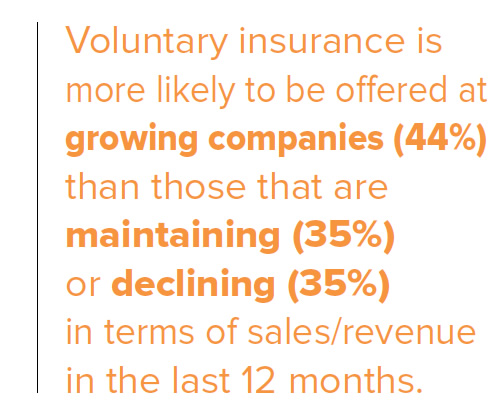 Voluntary insurance is
more likely to be offered at
growing companies (44%)
than those that are
maintaining (35%)
or declining (35%)
in terms of sales/revenue
in the last 12 months.